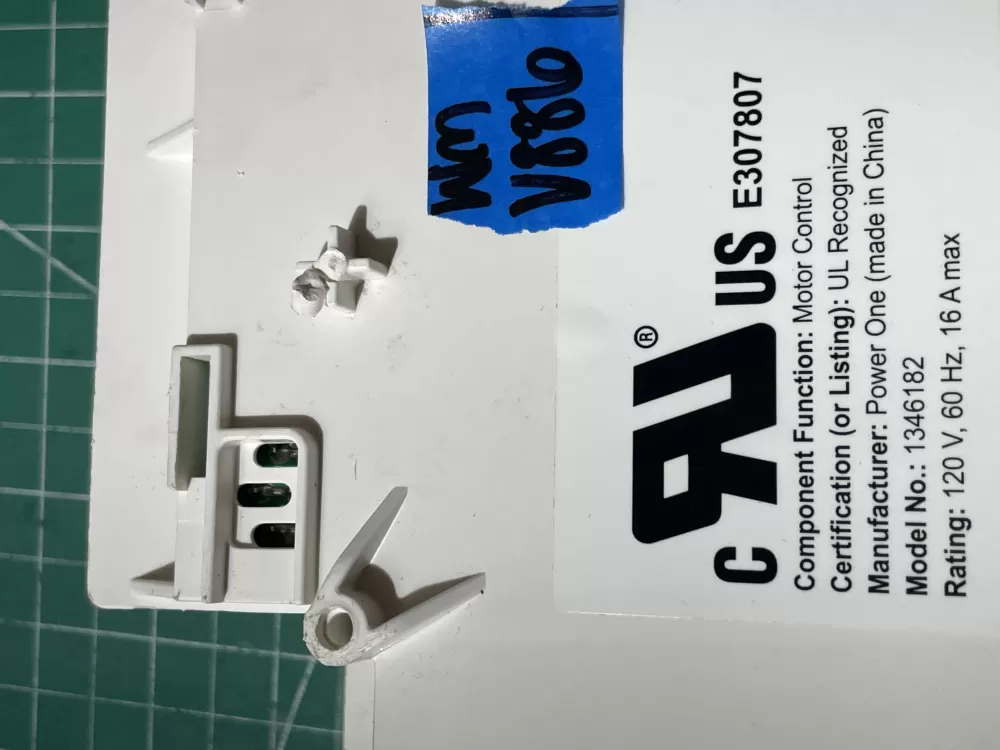 WM
V886
®
C RU US E307807
Component Function: Motor Control
Certification (or Listing): UL Recognized
Manufacturer: Power One (made in China)
Model No.: 1346182
Rating: 120 V, 60 Hz, 16 A max